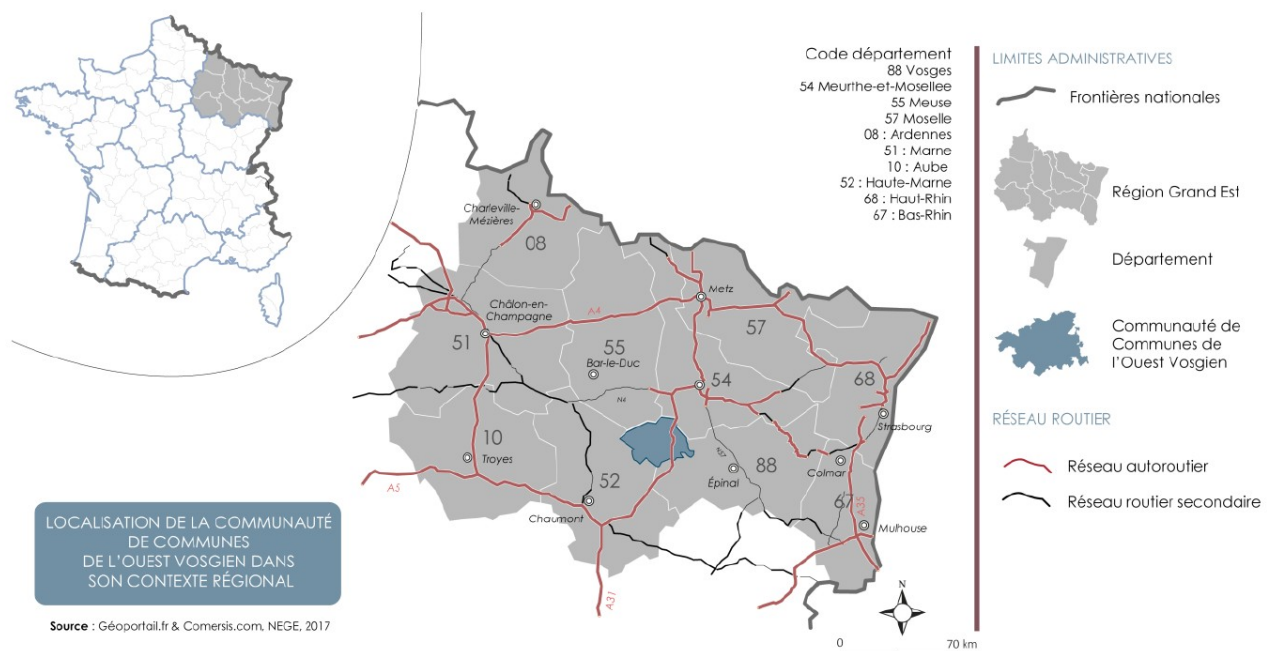 Code département
88 Vosges
54 Meurthe-et-Mosellee
55 Meuse
57 Moselle
08 : Ardennes
51 : Marne
10 : Aube
52 : Haute-Marne
68 : Haut-Rhin
67 : Bas-Rhin
LIMITES ADMINISTRATIVES
Frontières nationales
Région Grand Est
Département
Communauté de
Communes de
l'Ouest Vosgien
RÉSEAU ROUTIER
Réseau autoroutier
Réseau routier secondaire
Charleville-
Mézières
08
Metz
Châlon-en-
Champagne
A4
51
57
55
Bar-le-Duc
54
68
N4
Strasbourg
10
Troyes
N57
88
Colmar
Épinal
A5
52
67
A35
Chaumont
Mulhouse
A31
N
0
70 km
LOCALISATION DE LA COMMUNAUTÉ
DE COMMUNES
DE L'OUEST VOSGIEN DANS
SON CONTEXTE RÉGIONAL
Source : Géoportail.fr & Comersis.com, NEGE, 2017